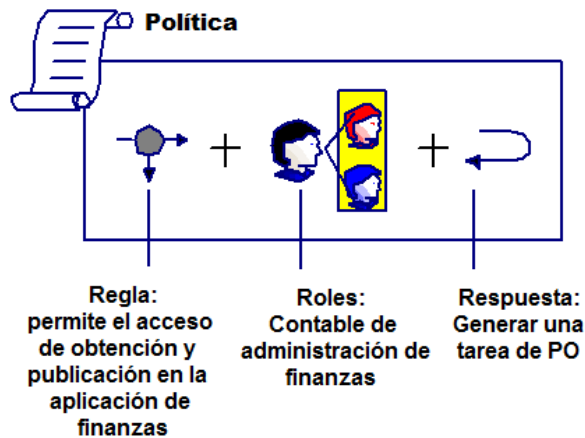 Política
Regla:
permite el acceso
de obtención y
publicación en la
aplicación de
finanzas
Roles:
Contable de
administración de
finanzas
Respuesta:
Generar una
tarea de PO